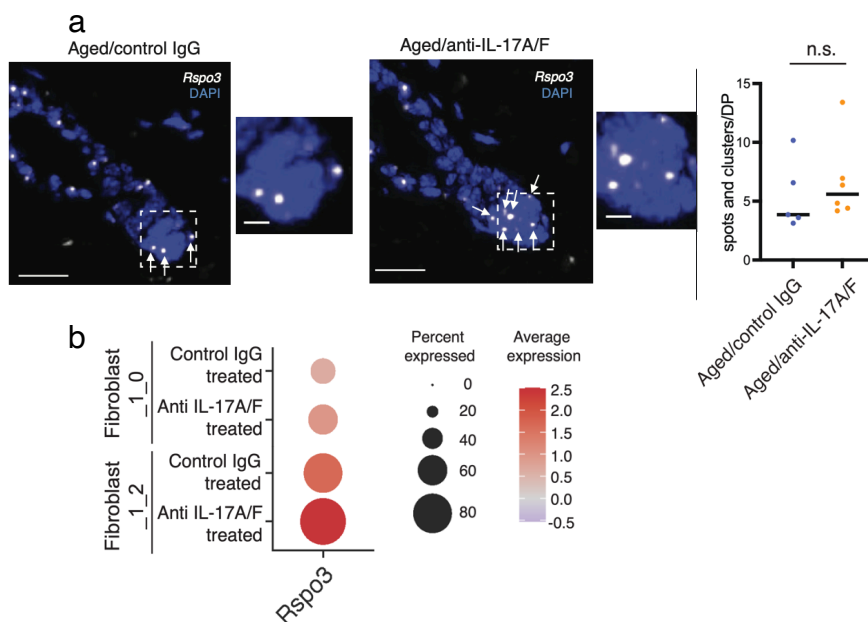 a
Aged/control IgG
Rspo3
DAPI
Aged/anti-IL-17A/F
Rspo3
DAPI
n.s.
15
10
5
0
spots and clusters/DP
Aged/control IgG
Aged/anti-IL-17A/F
b
Fibroblast
_1_0
Control IgG
treated
Anti IL-17A/F
treated
Fibroblast
_1_2
Control IgG
treated
Anti IL-17A/F
treated
Rspo3
Percent
expressed
0
20
40
60
80
Average
expression
2.5
2.0
1.5
1.0
0.5
0.0
-0.5